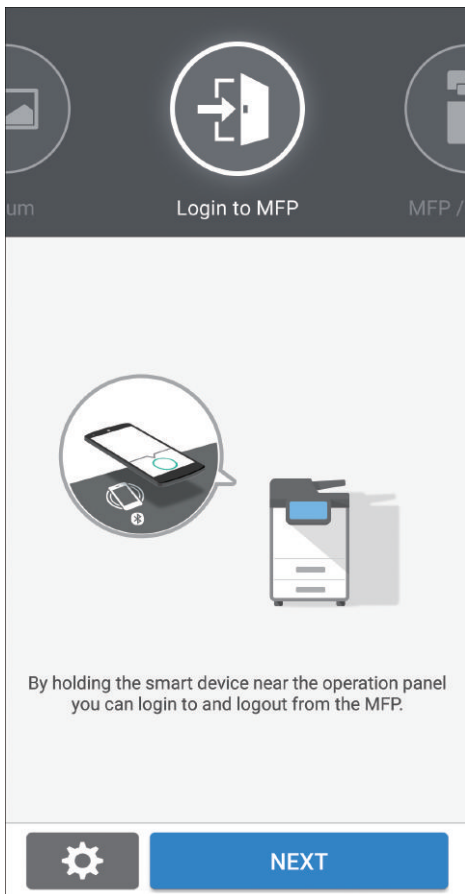 um
Login to MFP
MFP /
By holding the smart device near the operation panel
you can login to and logout from the MFP.
NEXT